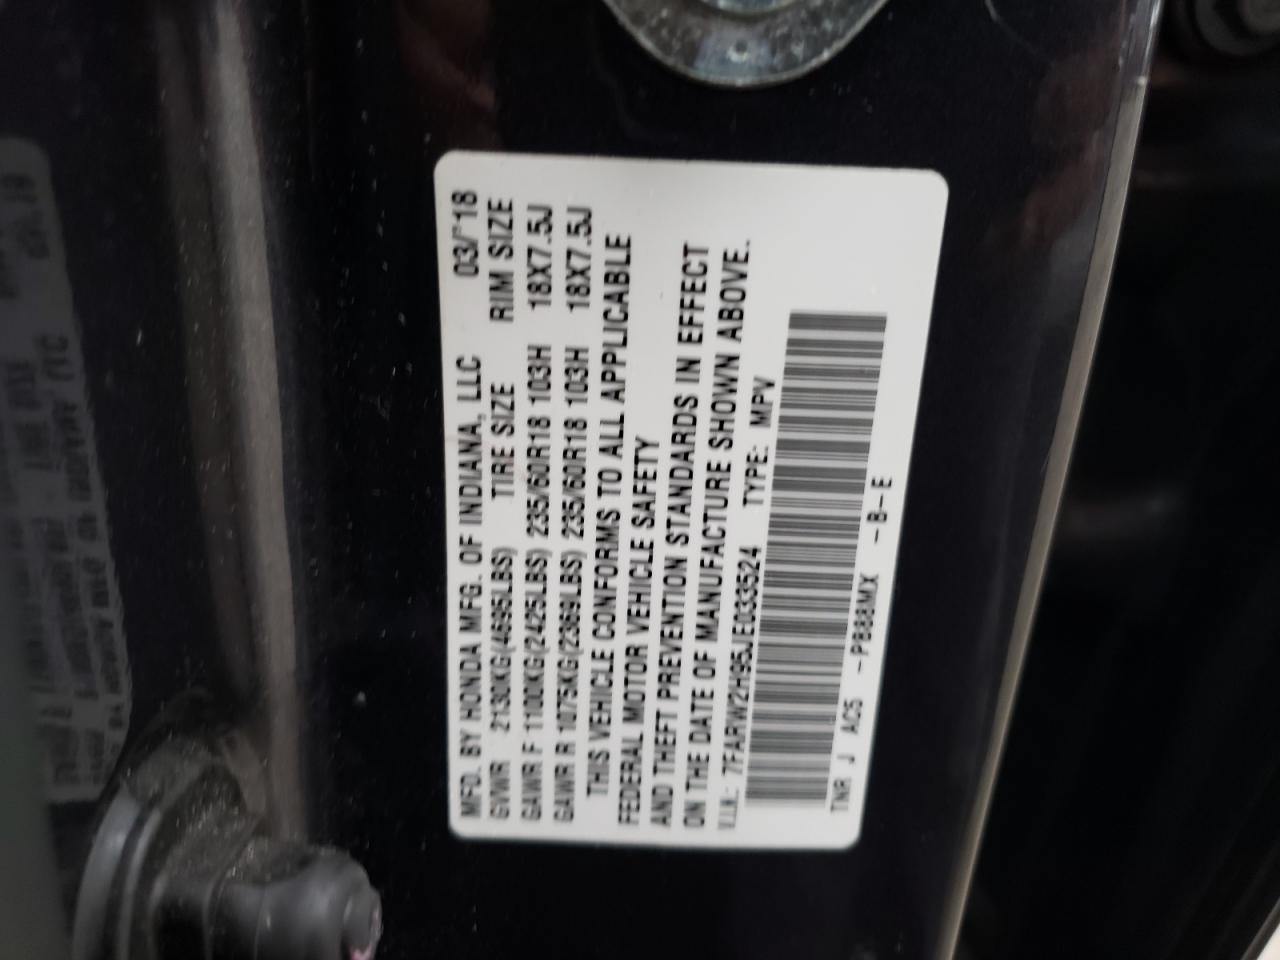 MFD. BY HONDA MFG. OF INDIANA, LLC 03/'18
GVWR 2130KG(4695LBS) TIRE SIZE RIM SIZE
GAWR F 1100KG(2425LBS) 235/60R18 103H 18X7.5J
GAWR R 1075KG(2369LBS) 235/60R18 103H 18X7.5J
THIS VEHICLE CONFORMS TO ALL APPLICABLE
FEDERAL MOTOR VEHICLE SAFETY
AND THEFT PREVENTION STANDARDS IN EFFECT
ON THE DATE OF MANUFACTURE SHOWN ABOVE.
V.I.N.: 7FARW2H95JE033524 TYPE: MPV
TNR J AC5 -PB88MX -B-E